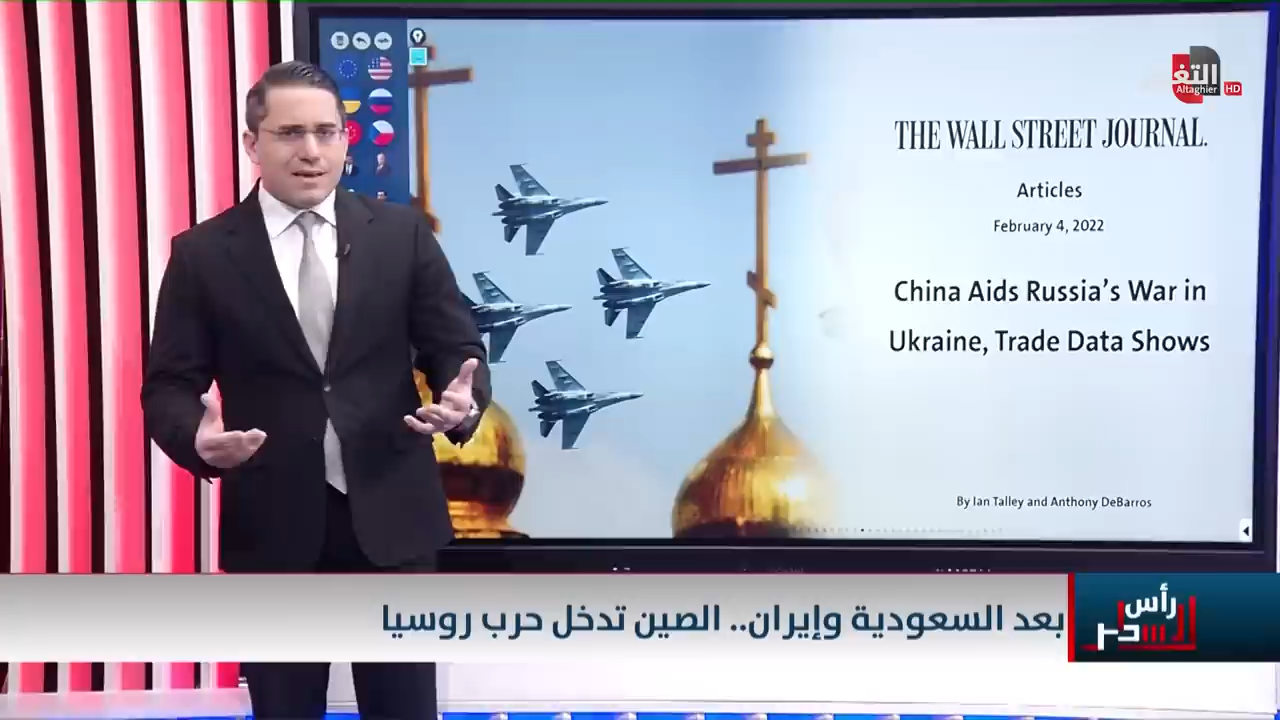 التغ
Altaghier HD
THE WALL STREET JOURNAL.
Articles
February 4, 2022
China Aids Russia's War in
Ukraine, Trade Data Shows
By Ian Talley and Anthony DeBarros
بعد السعودية وإيران.. الصين تدخل حرب روسيا
رأس
السطر